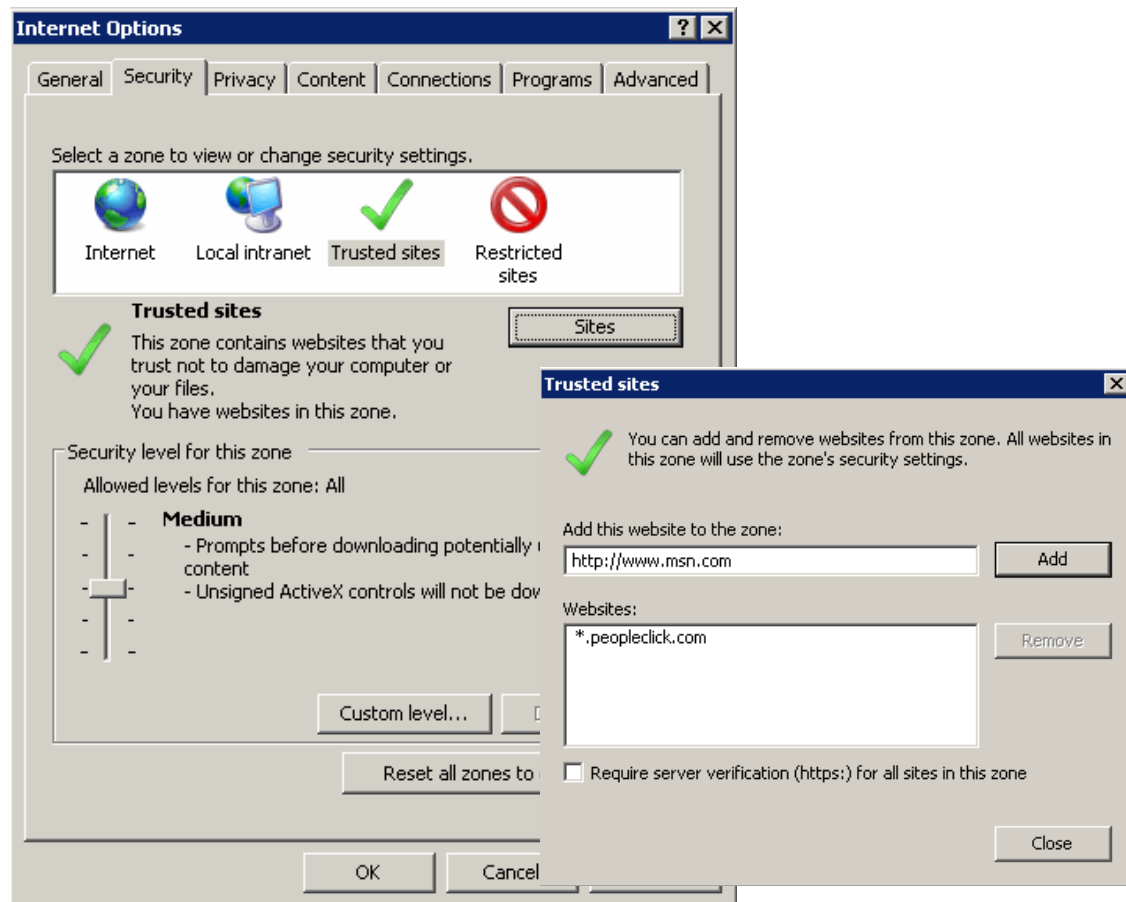 Internet Options
General Security Privacy Content Connections Programs Advanced
Select a zone to view or change security settings.
Internet Local intranet Trusted sites Restricted
sites
Trusted sites
Sites
This zone contains websites that you
trust not to damage your computer or
your files.
You have websites in this zone.
Security level for this zone
Allowed levels for this zone: All
Medium
- Prompts before downloading potentially
content
- Unsigned ActiveX controls will not be
Custom level...
Reset all zones to
OK Cancel
Trusted sites
You can add and remove websites from this zone. All websites in
this zone will use the zone's security settings.
Add this website to the zone:
http://www.msn.com Add
Websites:
*.peopleclick.com Remove
Require server verification (https:) for all sites in this zone
Close